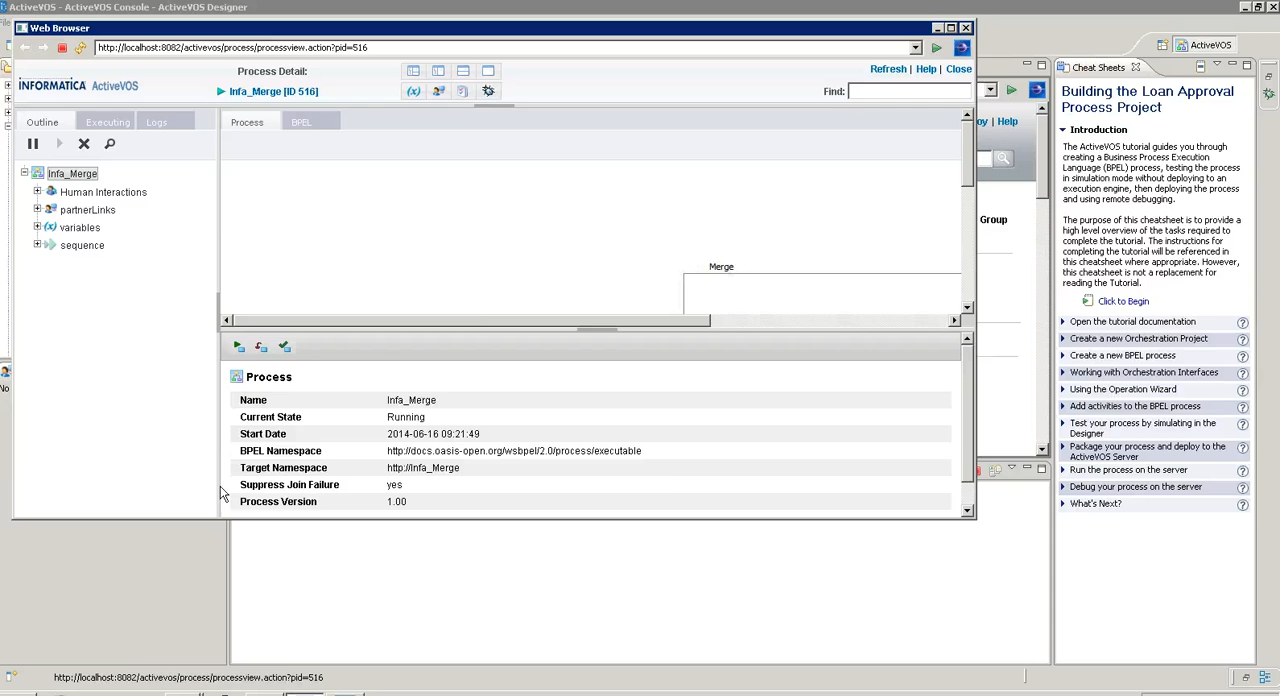 ActiveVOS - ActiveVOS Console - ActiveVOS Designer
Web Browser
http://localhost:8082/activevos/process/processview.action?pid=516
Process Detail:
Infa_Merge [ID 516]
INFORMATICA ActiveVOS
Refresh | Help | Close
Find:
Outline
Executing
Logs
Process
BPEL
Infa_Merge
Human Interactions
partnerLinks
variables
sequence
Merge
Process
Name Infa_Merge
Current State Running
Start Date 2014-06-16 09:21:49
BPEL Namespace http://docs.oasis-open.org/wsbpel/2.0/process/executable
Target Namespace http://Infa_Merge
Suppress Join Failure yes
Process Version 1.00
Help
Group
No
ActiveVOS
Cheat Sheets
Building the Loan Approval
Process Project
Introduction
The ActiveVOS tutorial guides you through
creating a Business Process Execution
Language (BPEL) process, testing the process
in simulation mode without deploying to an
execution engine, then deploying the process
and using remote debugging.
The purpose of this cheatsheet is to provide a
high level overview of the tasks required to
complete the tutorial. The instructions for
completing the tutorial will be referenced in
this cheatsheet where appropriate. However,
this cheatsheet is not a replacement for
reading the Tutorial.
Click to Begin
Open the tutorial documentation
Create a new Orchestration Project
Create a new BPEL process
Working with Orchestration Interfaces
Using the Operation Wizard
Add activities to the BPEL process
Test your process by simulating in the
Designer
Package your process and deploy to the
ActiveVOS Server
Run the process on the server
Debug your process on the server
What's Next?
http://localhost:8082/activevos/process/processview.action?pid=516